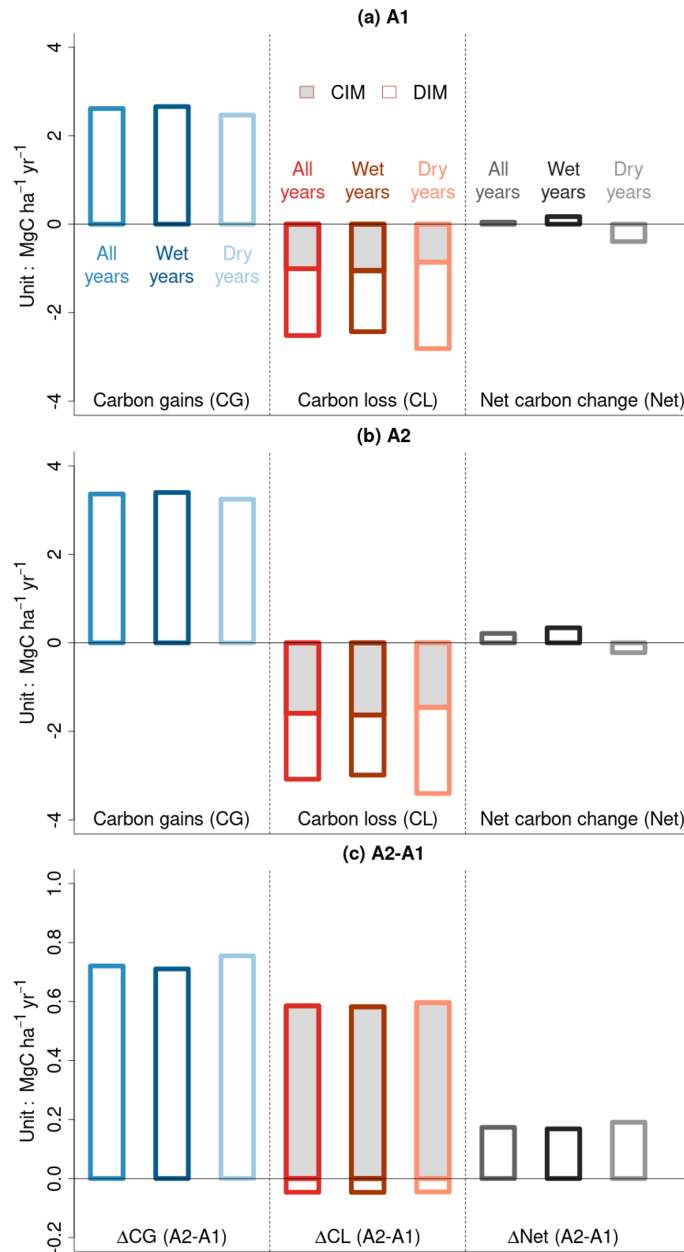 (a) A1
4
2
0
-2
-4
Unit : MgC ha⁻¹ yr⁻¹
CIM DIM
All years
Wet years
Dry years
All years
Wet years
Dry years
All years
Wet years
Dry years
Carbon gains (CG)
Carbon loss (CL)
Net carbon change (Net)
(b) A2
4
2
0
-2
-4
Unit : MgC ha⁻¹ yr⁻¹
Carbon gains (CG)
Carbon loss (CL)
Net carbon change (Net)
(c) A2-A1
1.0
0.8
0.6
0.4
0.2
0.0
-0.2
Unit : MgC ha⁻¹ yr⁻¹
ΔCG (A2-A1)
ΔCL (A2-A1)
ΔNet (A2-A1)